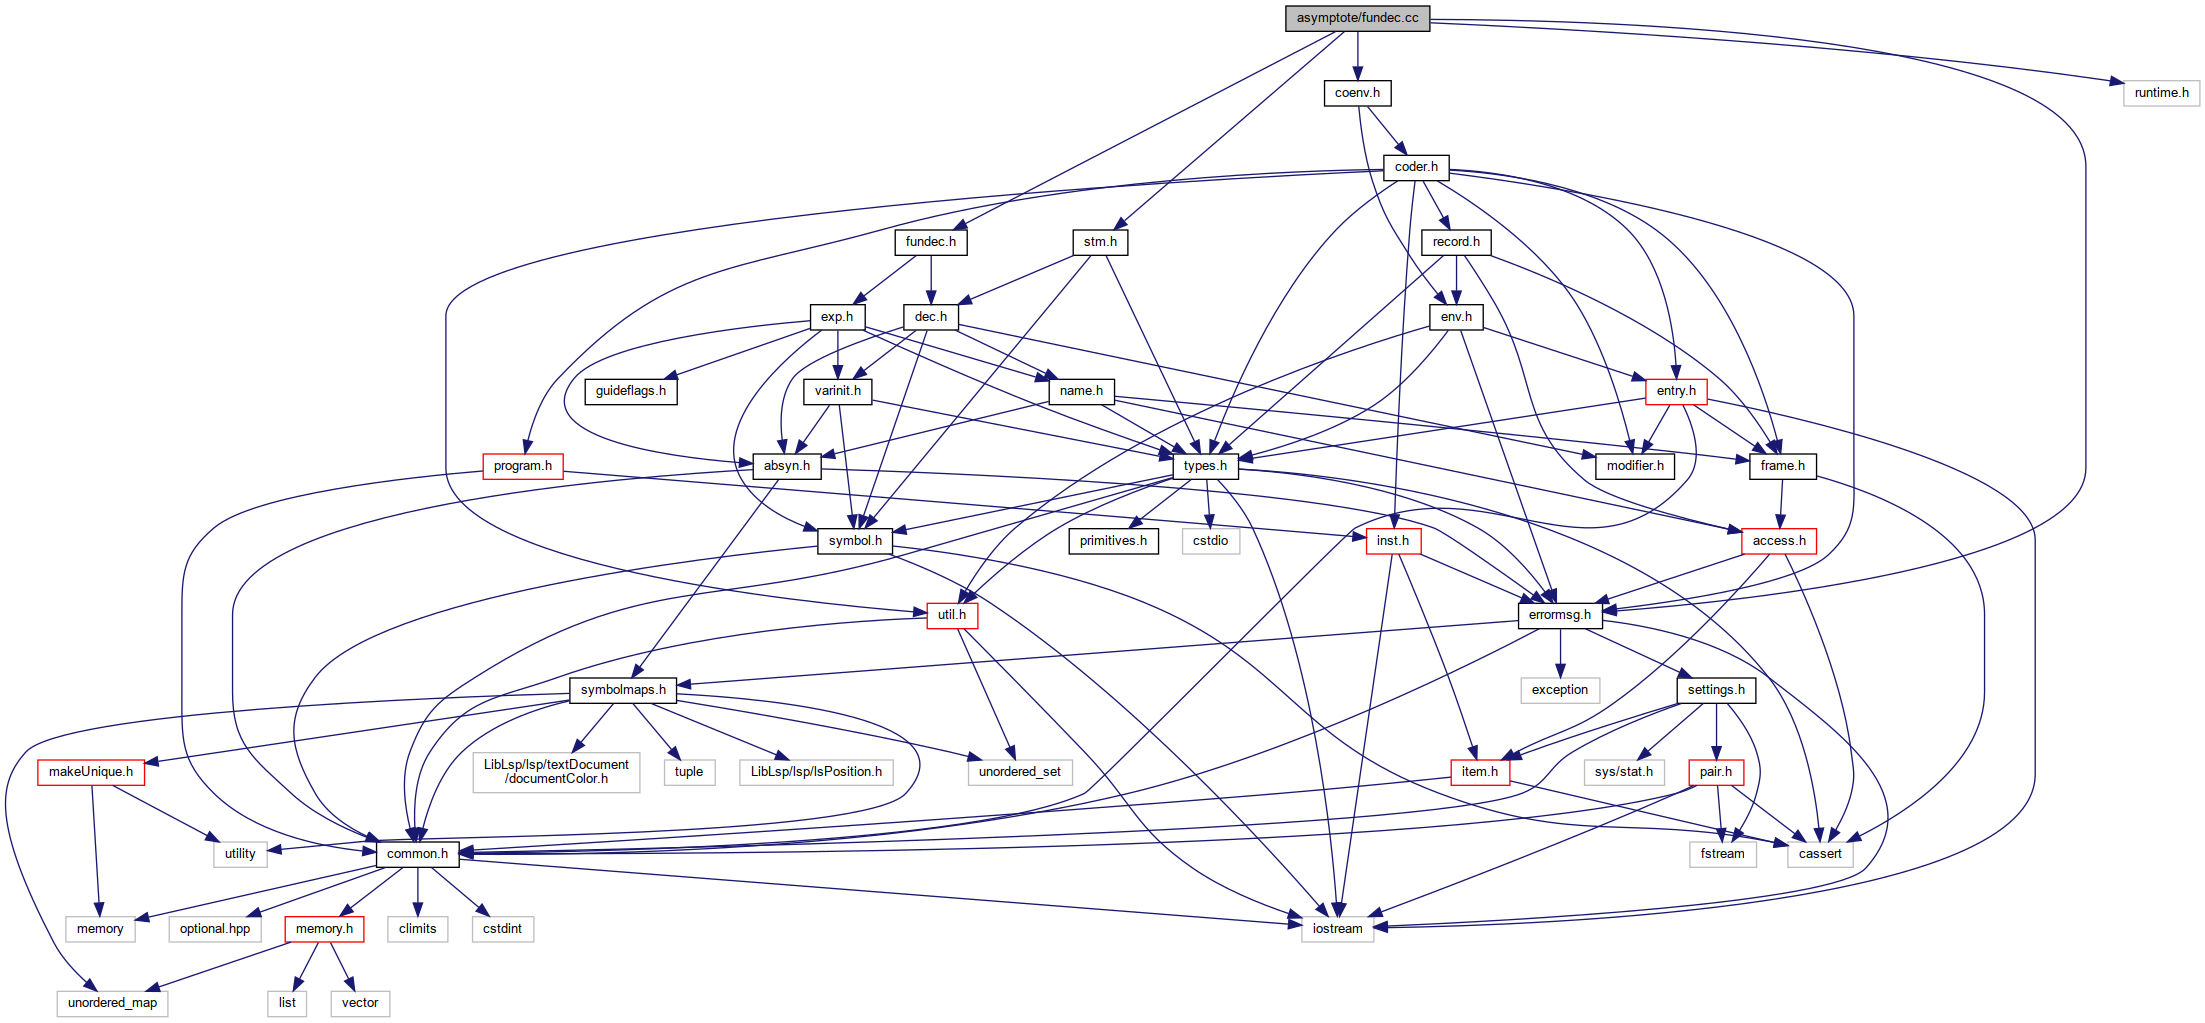 asymptote/fundec.cc
coenv.h
runtime.h
coder.h
fundec.h
stm.h
record.h
exp.h
dec.h
env.h
guideflags.h
varinit.h
name.h
entry.h
program.h
absyn.h
types.h
modifier.h
frame.h
symbol.h
primitives.h
cstdio
inst.h
access.h
util.h
errormsg.h
symbolmaps.h
exception
settings.h
makeUnique.h
LibLsp/lsp/textDocument
/documentColor.h
tuple
LibLsp/lsp/lsPosition.h
unordered_set
item.h
sys/stat.h
pair.h
utility
common.h
fstream
cassert
memory
optional.hpp
memory.h
climits
cstdint
iostream
unordered_map
list
vector